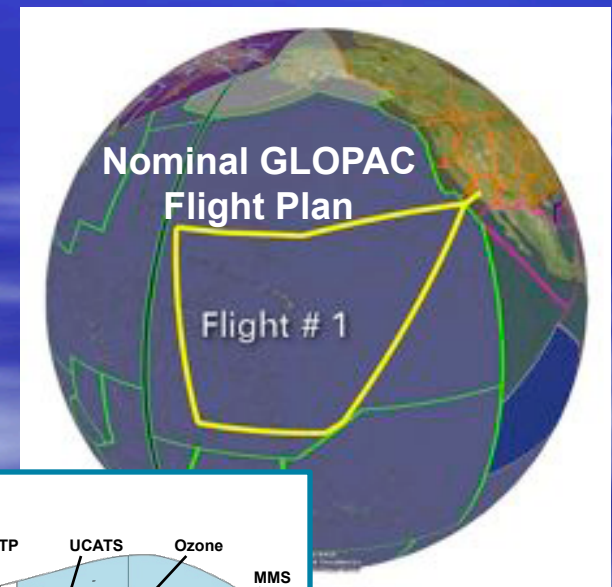 Nominal GLOPAC
Flight Plan
Flight # 1
TP
UCATS
Ozone
MMS